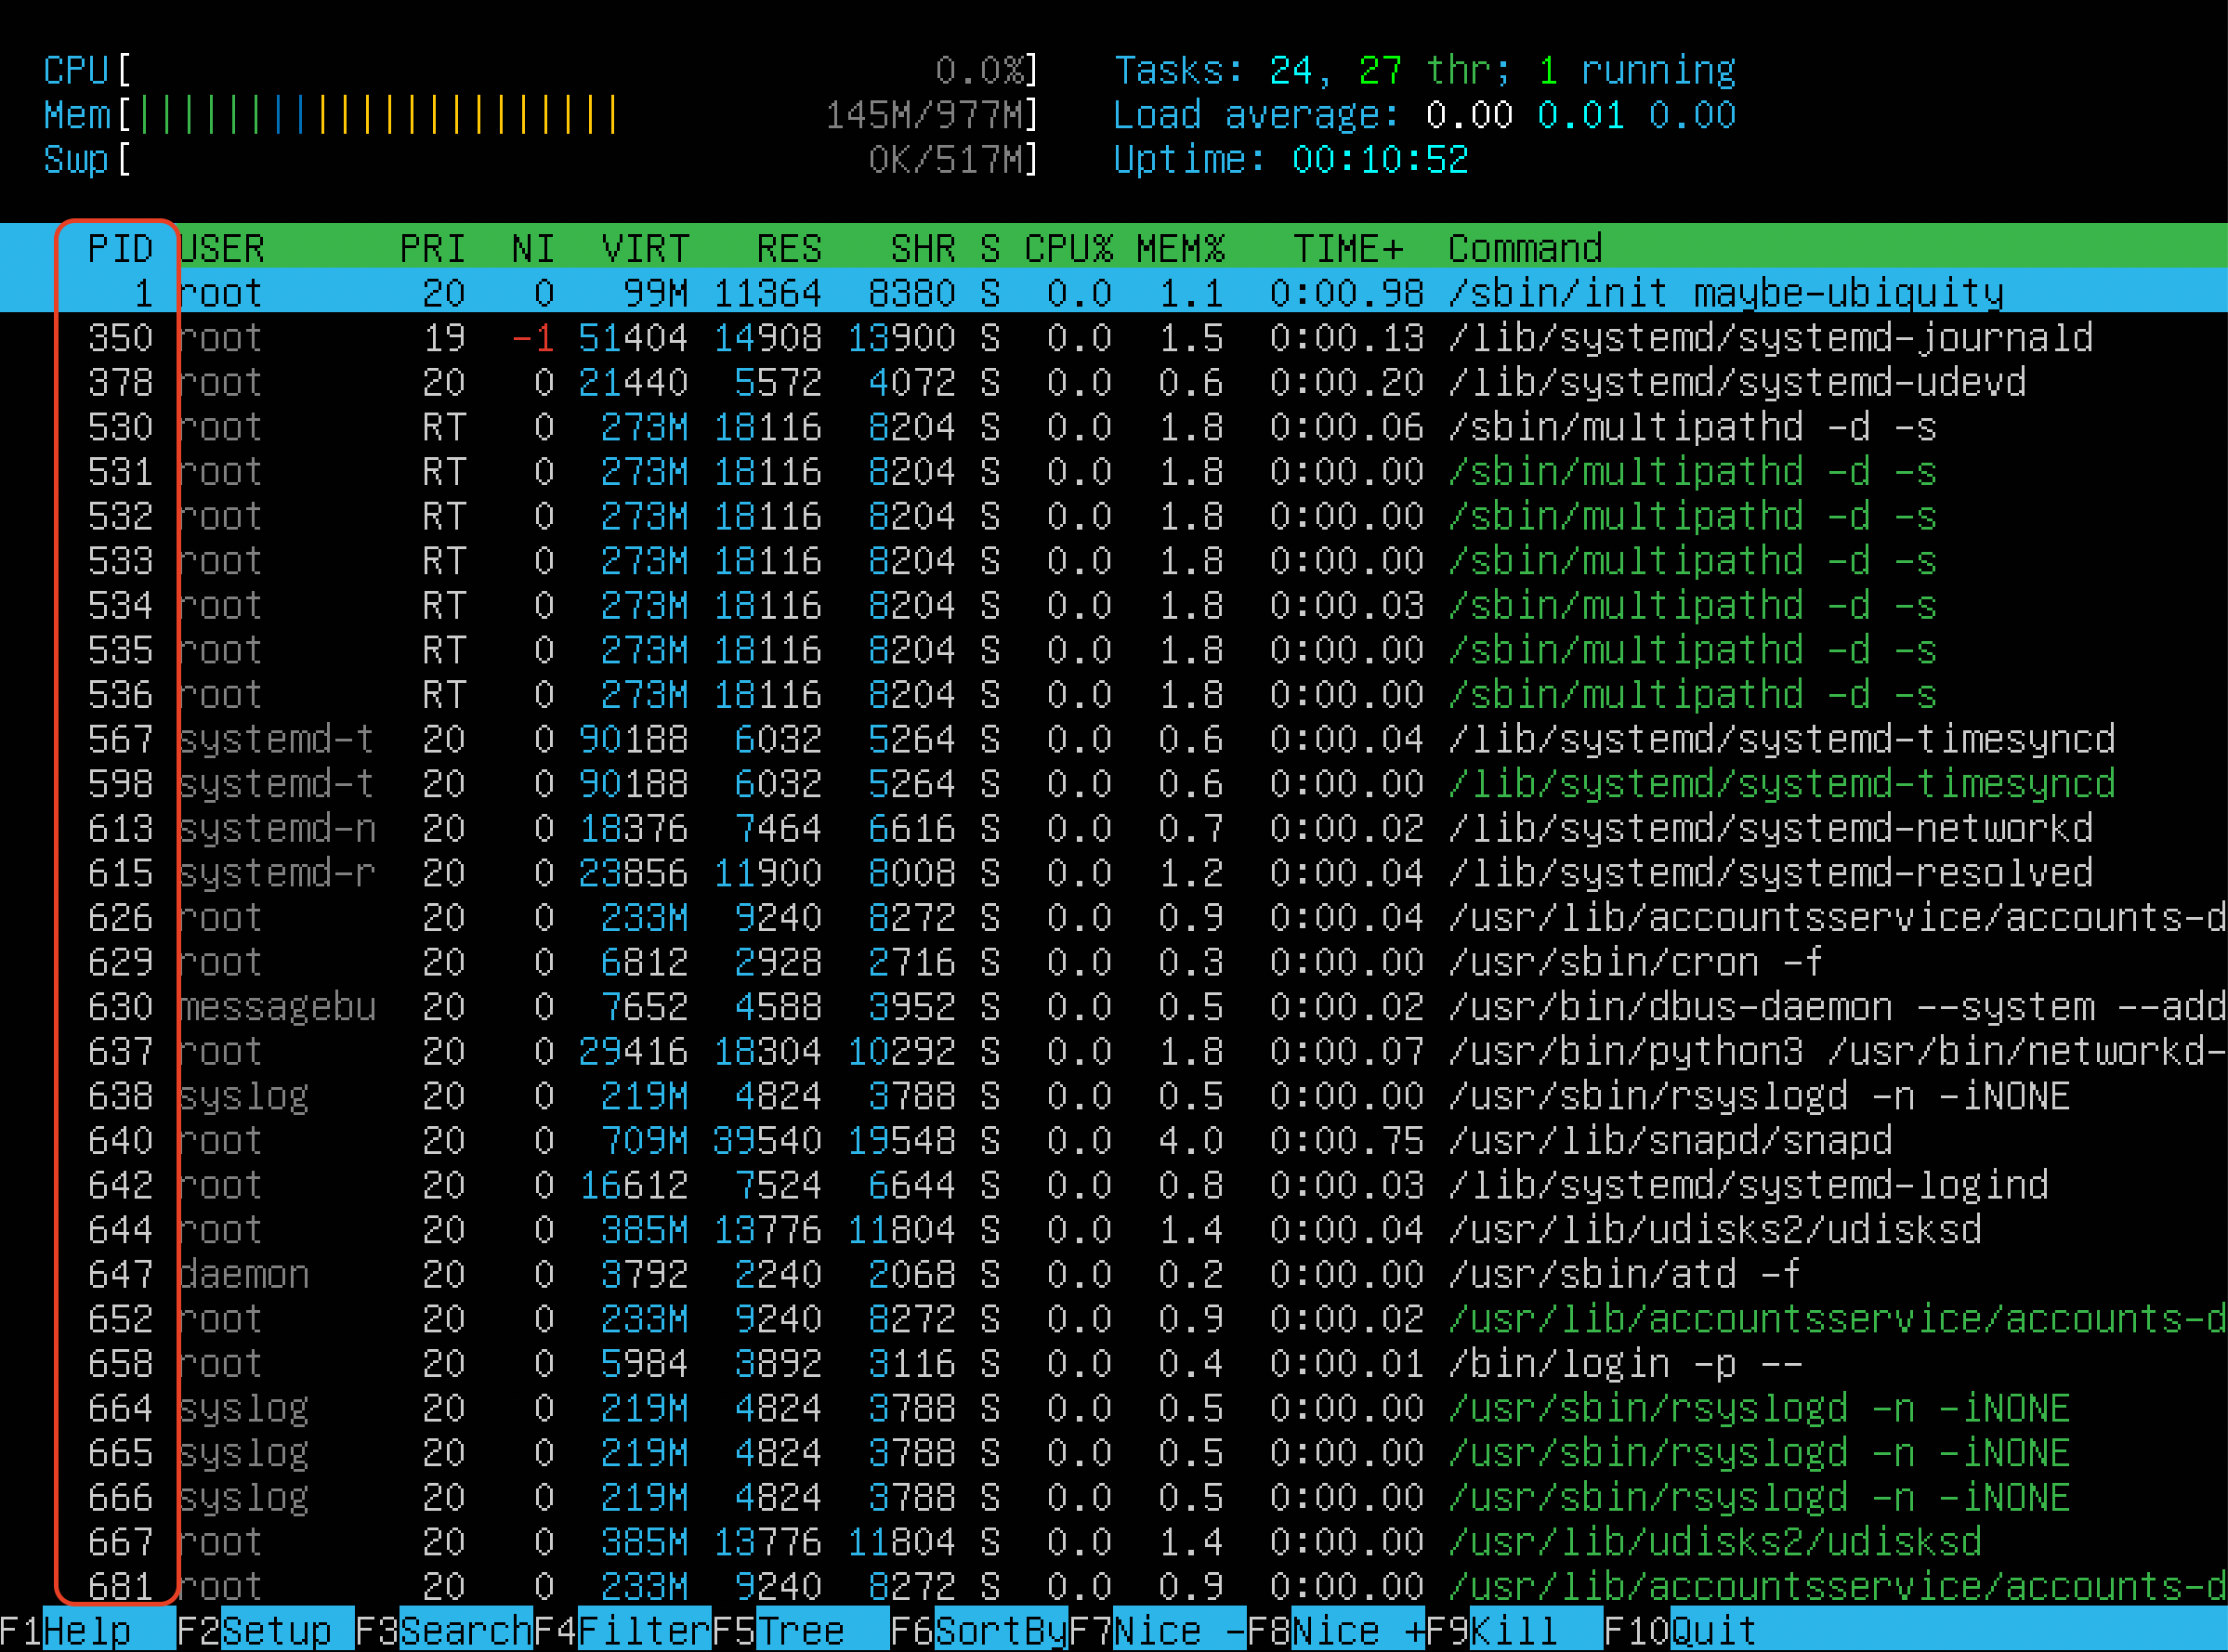 CPU[ 0.0%] Tasks: 24, 27 thr; 1 running
Mem[|||||||||||||||||||||| 145M/977M] Load average: 0.00 0.01 0.00
Swp[ 0K/517M] Uptime: 00:10:52
PID USER PRI NI VIRT RES SHR S CPU% MEM% TIME+ Command
1 root 20 0 99M 11364 8380 S 0.0 1.1 0:00.98 /sbin/init maybe-ubiquity
350 root 19 -1 51404 14908 13900 S 0.0 1.5 0:00.13 /lib/systemd/systemd-journald
378 root 20 0 21440 5572 4072 S 0.0 0.6 0:00.20 /lib/systemd/systemd-udevd
530 root RT 0 273M 18116 8204 S 0.0 1.8 0:00.06 /sbin/multipathd -d -s
531 root RT 0 273M 18116 8204 S 0.0 1.8 0:00.00 /sbin/multipathd -d -s
532 root RT 0 273M 18116 8204 S 0.0 1.8 0:00.00 /sbin/multipathd -d -s
533 root RT 0 273M 18116 8204 S 0.0 1.8 0:00.00 /sbin/multipathd -d -s
534 root RT 0 273M 18116 8204 S 0.0 1.8 0:00.03 /sbin/multipathd -d -s
535 root RT 0 273M 18116 8204 S 0.0 1.8 0:00.00 /sbin/multipathd -d -s
536 root RT 0 273M 18116 8204 S 0.0 1.8 0:00.00 /sbin/multipathd -d -s
567 systemd-t 20 0 90188 6032 5264 S 0.0 0.6 0:00.04 /lib/systemd/systemd-timesyncd
598 systemd-t 20 0 90188 6032 5264 S 0.0 0.6 0:00.00 /lib/systemd/systemd-timesyncd
613 systemd-n 20 0 18376 7464 6616 S 0.0 0.7 0:00.02 /lib/systemd/systemd-networkd
615 systemd-r 20 0 23856 11900 8008 S 0.0 1.2 0:00.04 /lib/systemd/systemd-resolved
626 root 20 0 233M 9240 8272 S 0.0 0.9 0:00.04 /usr/lib/accountsservice/accounts-d
629 root 20 0 6812 2928 2716 S 0.0 0.3 0:00.00 /usr/sbin/cron -f
630 messagebu 20 0 7652 4588 3952 S 0.0 0.5 0:00.02 /usr/bin/dbus-daemon --system --add
637 root 20 0 29416 18304 10292 S 0.0 1.8 0:00.07 /usr/bin/python3 /usr/bin/networkd-
638 syslog 20 0 219M 4824 3788 S 0.0 0.5 0:00.00 /usr/sbin/rsyslogd -n -iNONE
640 root 20 0 709M 39540 19548 S 0.0 4.0 0:00.75 /usr/lib/snapd/snapd
642 root 20 0 16612 7524 6644 S 0.0 0.8 0:00.03 /lib/systemd/systemd-logind
644 root 20 0 385M 13776 11804 S 0.0 1.4 0:00.04 /usr/lib/udisks2/udisksd
647 daemon 20 0 3792 2240 2068 S 0.0 0.2 0:00.00 /usr/sbin/atd -f
652 root 20 0 233M 9240 8272 S 0.0 0.9 0:00.02 /usr/lib/accountsservice/accounts-d
658 root 20 0 5984 3892 3116 S 0.0 0.4 0:00.01 /bin/login -p --
664 syslog 20 0 219M 4824 3788 S 0.0 0.5 0:00.00 /usr/sbin/rsyslogd -n -iNONE
665 syslog 20 0 219M 4824 3788 S 0.0 0.5 0:00.00 /usr/sbin/rsyslogd -n -iNONE
666 syslog 20 0 219M 4824 3788 S 0.0 0.5 0:00.00 /usr/sbin/rsyslogd -n -iNONE
667 root 20 0 385M 13776 11804 S 0.0 1.4 0:00.00 /usr/lib/udisks2/udisksd
681 root 20 0 233M 9240 8272 S 0.0 0.9 0:00.00 /usr/lib/accountsservice/accounts-d
F1Help F2Setup F3SearchF4FilterF5Tree F6SortByF7Nice -F8Nice +F9Kill F10Quit